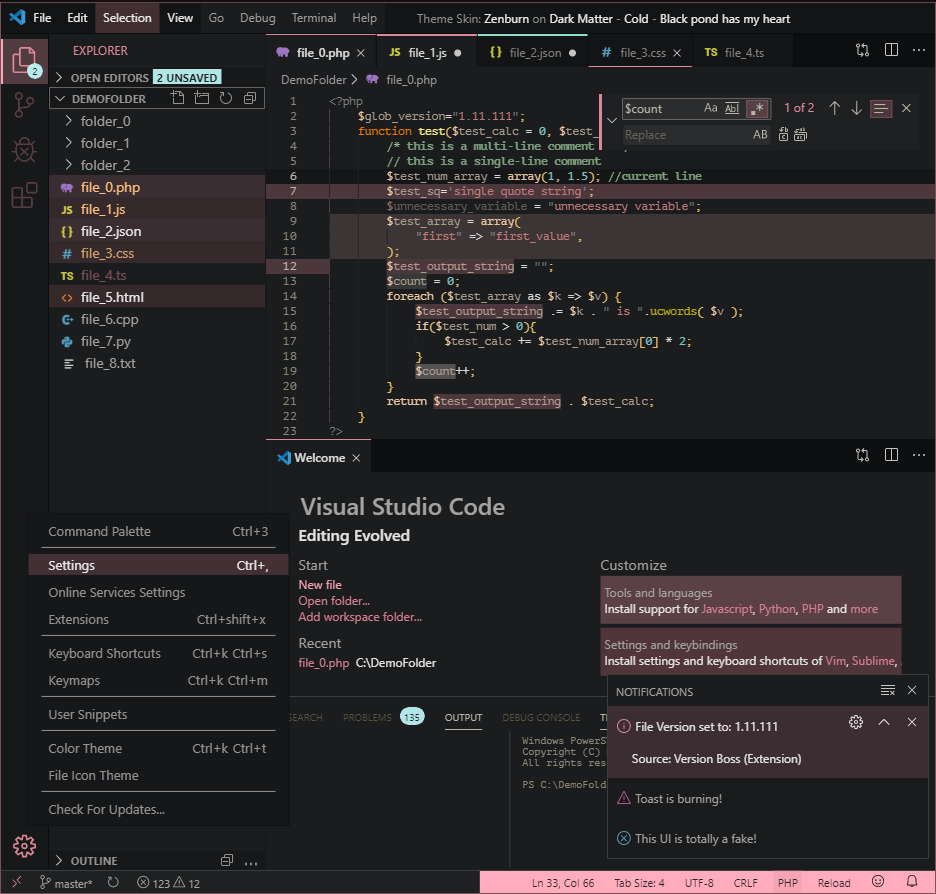 File Edit Selection View Go Debug Terminal Help Theme Skin: Zenburn on Dark Matter - Cold - Black pond has my heart
2
EXPLORER
OPEN EDITORS 2 UNSAVED
DEMOFOLDER
folder_0
folder_1
folder_2
file_0.php
JS file_1.js
{} file_2.json
# file_3.css
TS file_4.ts
<> file_5.html
file_6.cpp
file_7.py
file_8.txt
file_0.php JS file_1.js {} file_2.json # file_3.css TS file_4.ts
DemoFolder > file_0.php
$count Aa Abl .* 1 of 2
Replace AB
1 <?php
2 $glob_version="1.11.111";
3 function test($test_calc = 0, $test_
4 /* this is a multi-line comment
5 // this is a single-line comment
6 $test_num_array = array(1, 1.5); //current line
7 $test_sq='single quote string';
8 $unnecessary_variable = "unnecessary variable";
9 $test_array = array(
10 "first" => "first_value",
11 );
12 $test_output_string = "";
13 $count = 0;
14 foreach ($test_array as $k => $v) {
15 $test_output_string .= $k . " is ".ucwords( $v );
16 if($test_num > 0){
17 $test_calc += $test_num_array[0] * 2;
18 }
19 $count++;
20 }
21 return $test_output_string . $test_calc;
22 }
23 ?>
Welcome
Visual Studio Code
Editing Evolved
Start
New file
Open folder...
Add workspace folder...
Recent
file_0.php C:\DemoFolder
Customize
Tools and languages
Install support for Javascript, Python, PHP and more
Settings and keybindings
Install settings and keyboard shortcuts of Vim, Sublime,
Command Palette Ctrl+3
Settings Ctrl+,
Online Services Settings
Extensions Ctrl+shift+x
Keyboard Shortcuts Ctrl+k Ctrl+s
Keymaps Ctrl+k Ctrl+m
User Snippets
Color Theme Ctrl+k Ctrl+t
File Icon Theme
Check For Updates...
SEARCH PROBLEMS 135 OUTPUT DEBUG CONSOLE
Windows PowerS
Copyright (C)
All rights res
PS C:\DemoFold
NOTIFICATIONS
File Version set to: 1.11.111
Source: Version Boss (Extension)
Toast is burning!
This UI is totally a fake!
OUTLINE
master* 123 12 Ln 33, Col 66 Tab Size: 4 UTF-8 CRLF PHP Reload